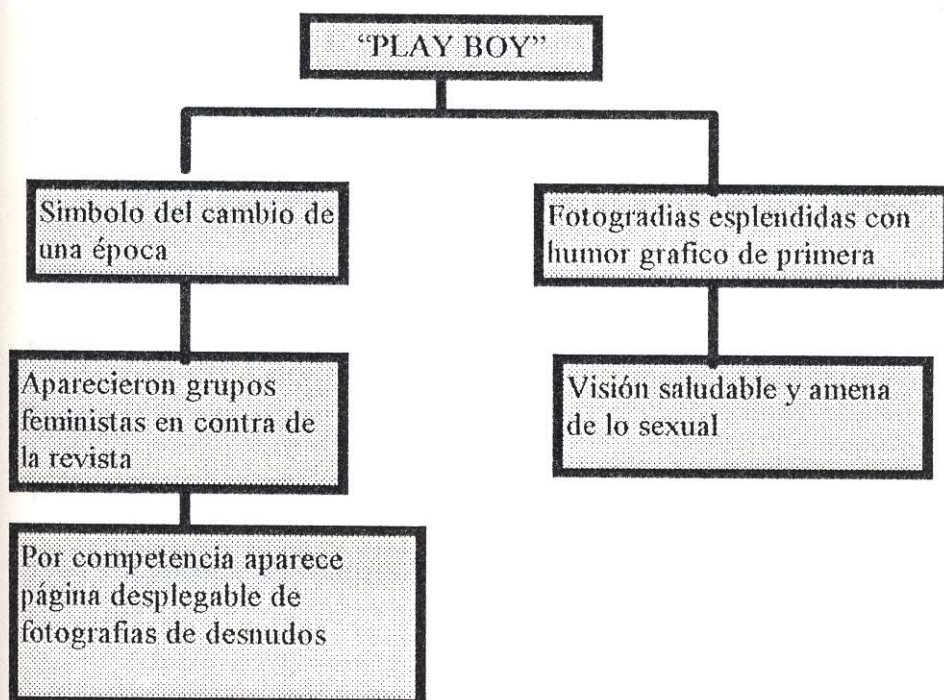 “PLAY BOY”
Simbolo del cambio de
una época
Aparecieron grupos
feministas en contra de
la revista
Por competencia aparece
página desplegable de
fotografias de desnudos
Fotogradias esplendidas con
humor grafico de primera
Visión saludable y amena
de lo sexual